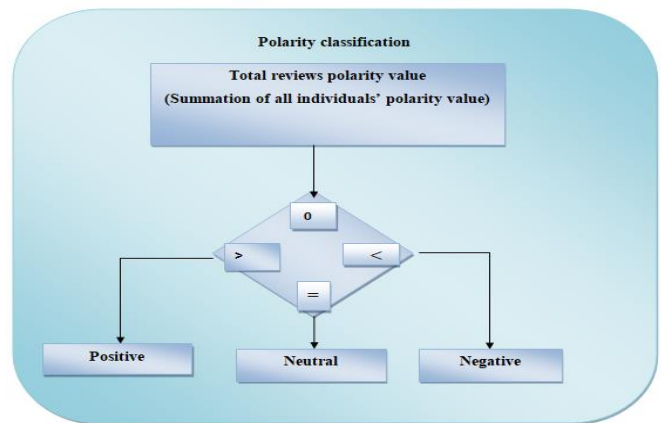 Polarity classification
Total reviews polarity value
(Summation of all individuals’ polarity value)
0
>
<
=
Positive
Neutral
Negative